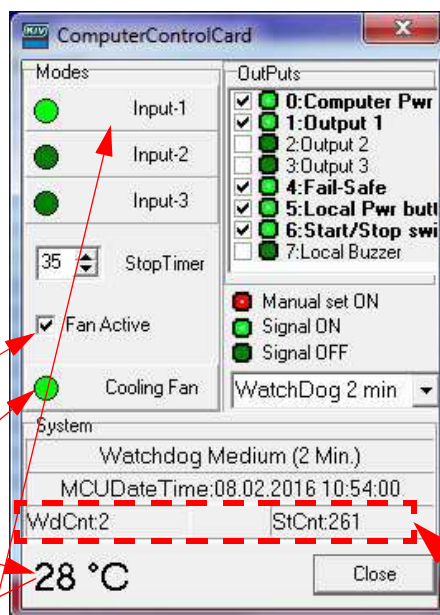 ComputerControlCard
Modes
Input-1
Input-2
Input-3
35 StopTimer
Fan Active
Cooling Fan
OutPuts
0:Computer Pwr
1:Output 1
2:Output 2
3:Output 3
4:Fail-Safe
5:Local Pwr butt
6:Start/Stop swi
7:Local Buzzer
Manual set ON
Signal ON
Signal OFF
WatchDog 2 min
System
Watchdog Medium (2 Min.)
MCUDateTime:08.02.2016 10:54:00
WdCnt:2 StCnt:261
28 °C
Close